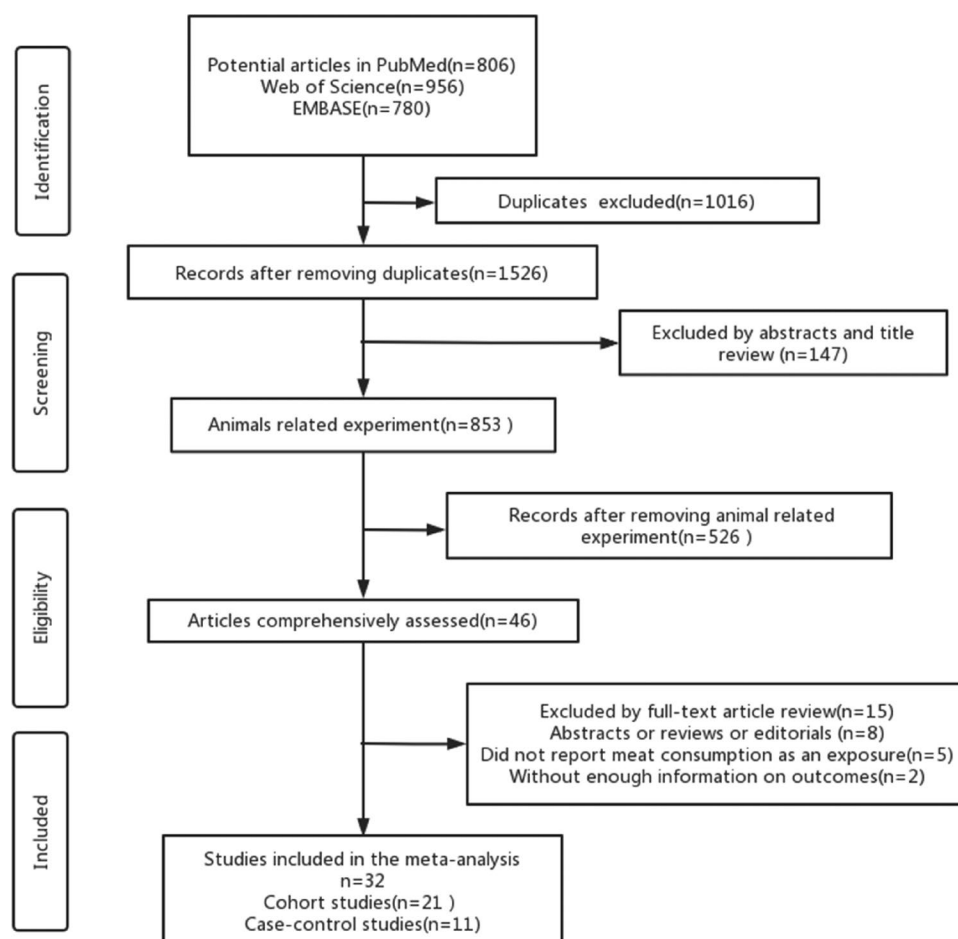 Identification
Potential articles in PubMed(n=806)
Web of Science(n=956)
EMBASE(n=780)
Duplicates excluded(n=1016)
Records after removing duplicates(n=1526)
Screening
Excluded by abstracts and title
review (n=147)
Animals related experiment(n=853 )
Records after removing animal related
experiment(n=526 )
Eligibility
Articles comprehensively assessed(n=46)
Excluded by full-text article review(n=15)
Abstracts or reviews or editorials (n=8)
Did not report meat consumption as an exposure(n=5)
Without enough information on outcomes(n=2)
Included
Studies included in the meta-analysis
n=32
Cohort studies(n=21 )
Case-control studies(n=11)